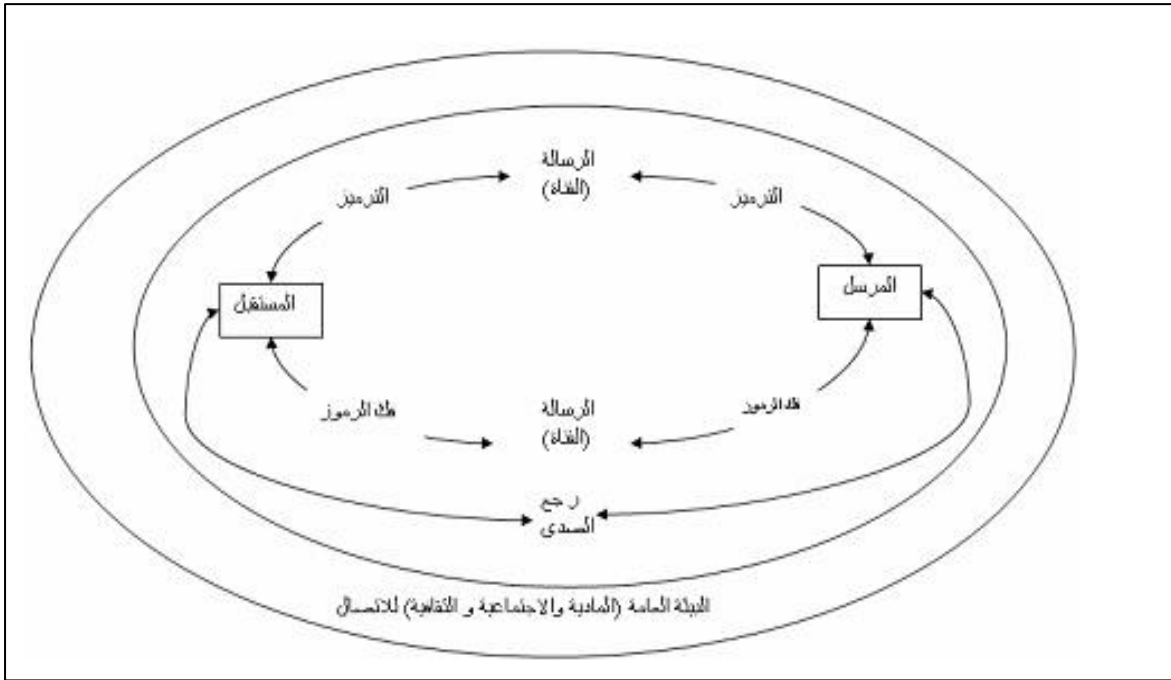 الرسالة
(القناة)
الترميز
الترميز
المرسل
المستقبل
الرسالة
(القناة)
فك الرموز
فك الرموز
رجع
الصدى
البيئة العامة (المادية والاجتماعية و الثقافية) للاتصال